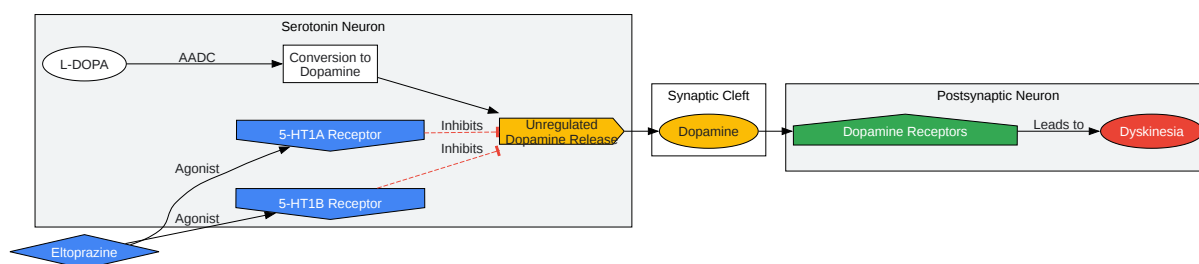 Serotonin Neuron
L-DOPA
AADC
Conversion to
Dopamine
5-HT1A Receptor
Inhibits
Unregulated
Dopamine Release
Inhibits
Agonist
5-HT1B Receptor
Agonist
Eltoprazine
Synaptic Cleft
Dopamine
Postsynaptic Neuron
Dopamine Receptors
Leads to
Dyskinesia